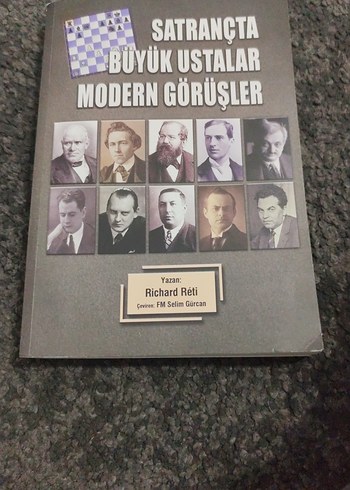 SATRANÇTA
BÜYÜK USTALAR
MODERN GÖRÜŞLER
Yazan:
Richard Réti
Çeviren: FM Selim Gürcan